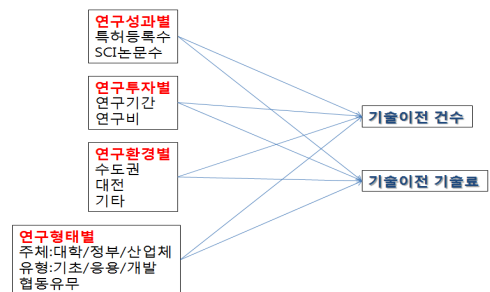 연구성과별
특허등록수
SCI논문수
연구투자별
연구기간
연구비
연구환경별
수도권
대전
기타
연구형태별
주체:대학/정부/산업체
유형:기초/응용/개발
협동유무
기술이전 건수
기술이전 기술료